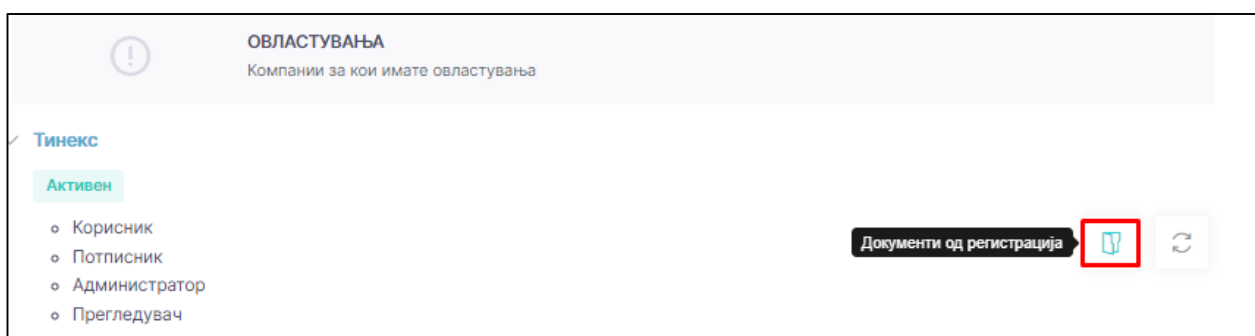 ОВЛАСТУВАЊА
Компании за кои имате овластувања
Тинекс
Активен
Корисник
Потписник
Администратор
Прегледувач
Документи од регистрација